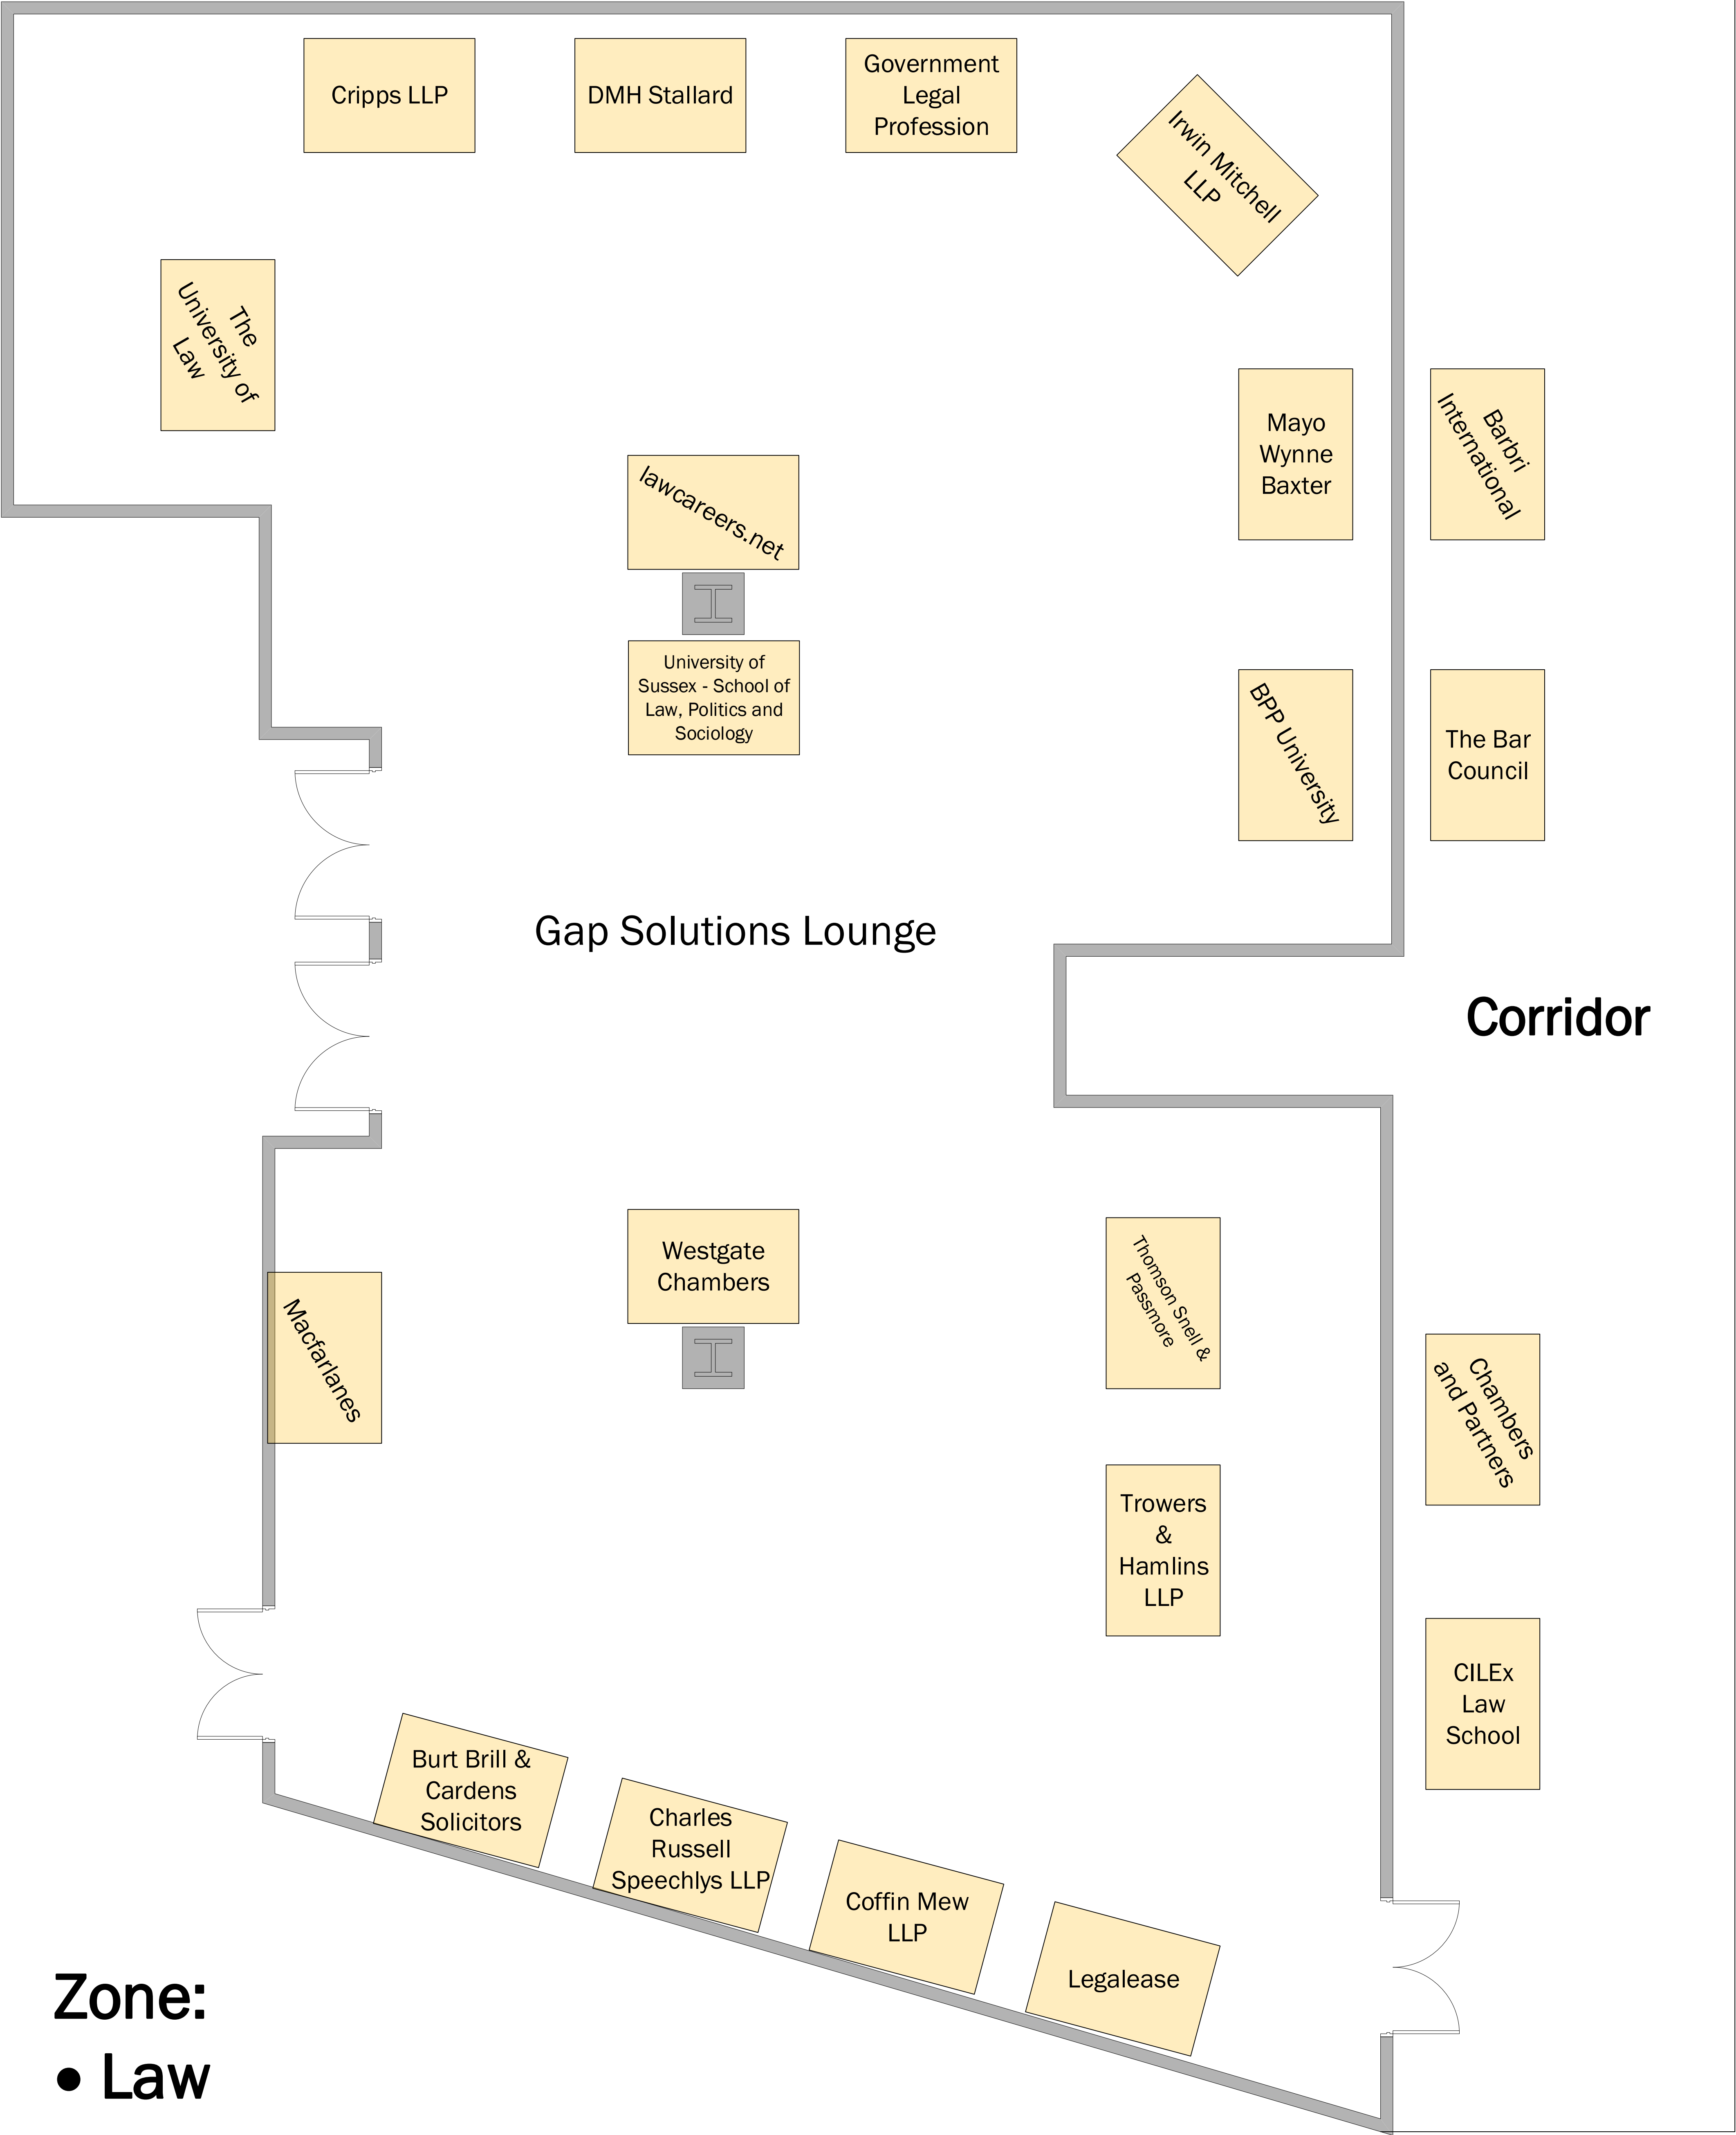 Cripps LLP
DMH Stallard
Government
Legal
Profession
Irwin Mitchell
LLP
The
University of
Law
Mayo
Wynne
Baxter
Barbri
International
lawcareers.net
University of
Sussex - School of
Law, Politics and
Sociology
BPP University
The Bar
Council
Gap Solutions Lounge
Corridor
Westgate
Chambers
Thomson Snell &
Passmore
Macfarlanes
Chambers
and Partners
Trowers
&
Hamlins
LLP
CILEx
Law
School
Burt Brill &
Cardens
Solicitors
Charles
Russell
Speechlys LLP
Coffin Mew
LLP
Legalease
Zone:
• Law